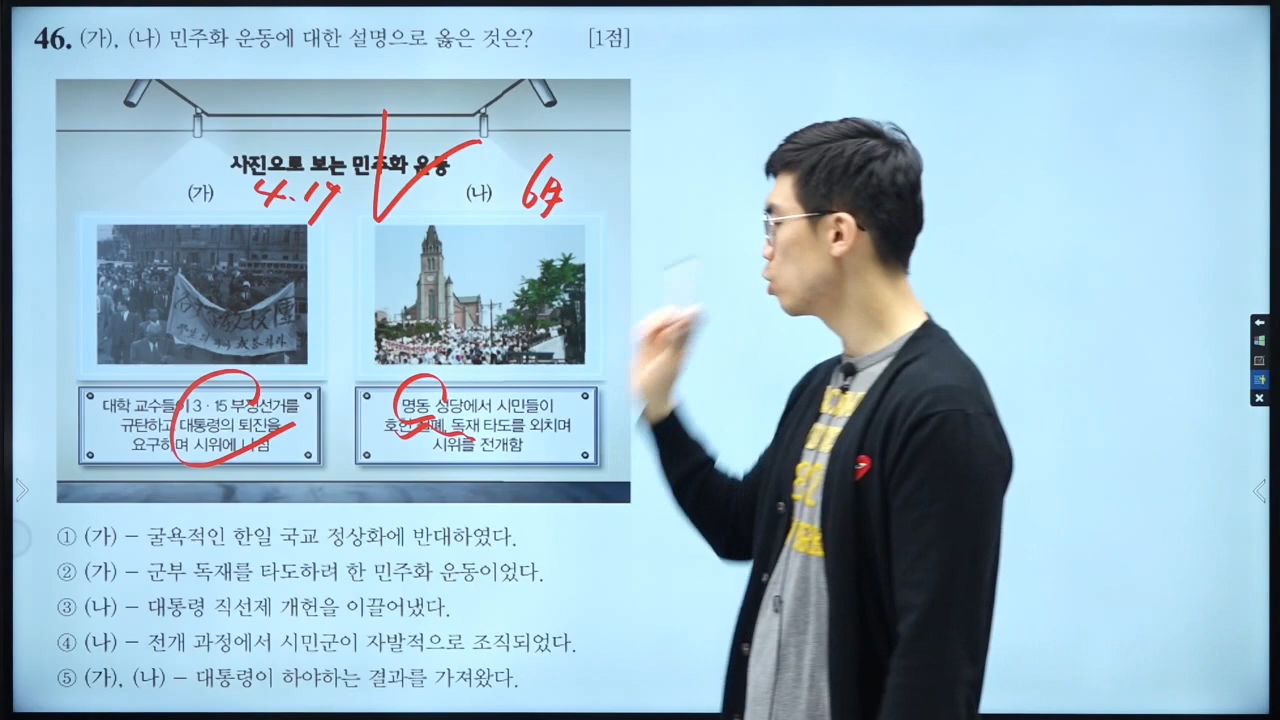 46. (가), (나) 민주화 운동에 대한 설명으로 옳은 것은? [1점]
사진으로 보는 민주화 운동
(가) 4.19 (나) 6월
대학 교수들이 3·15 부정선거를
규탄하고 대통령의 퇴진을
요구하며 시위에 나섬
명동 성당에서 시민들이
호헌 철폐, 독재 타도를 외치며
시위를 전개함
① (가) - 굴욕적인 한일 국교 정상화에 반대하였다.
② (가) - 군부 독재를 타도하려 한 민주화 운동이었다.
③ (나) - 대통령 직선제 개헌을 이끌어냈다.
④ (나) - 전개 과정에서 시민군이 자발적으로 조직되었다.
⑤ (가), (나) - 대통령이 하야하는 결과를 가져왔다.